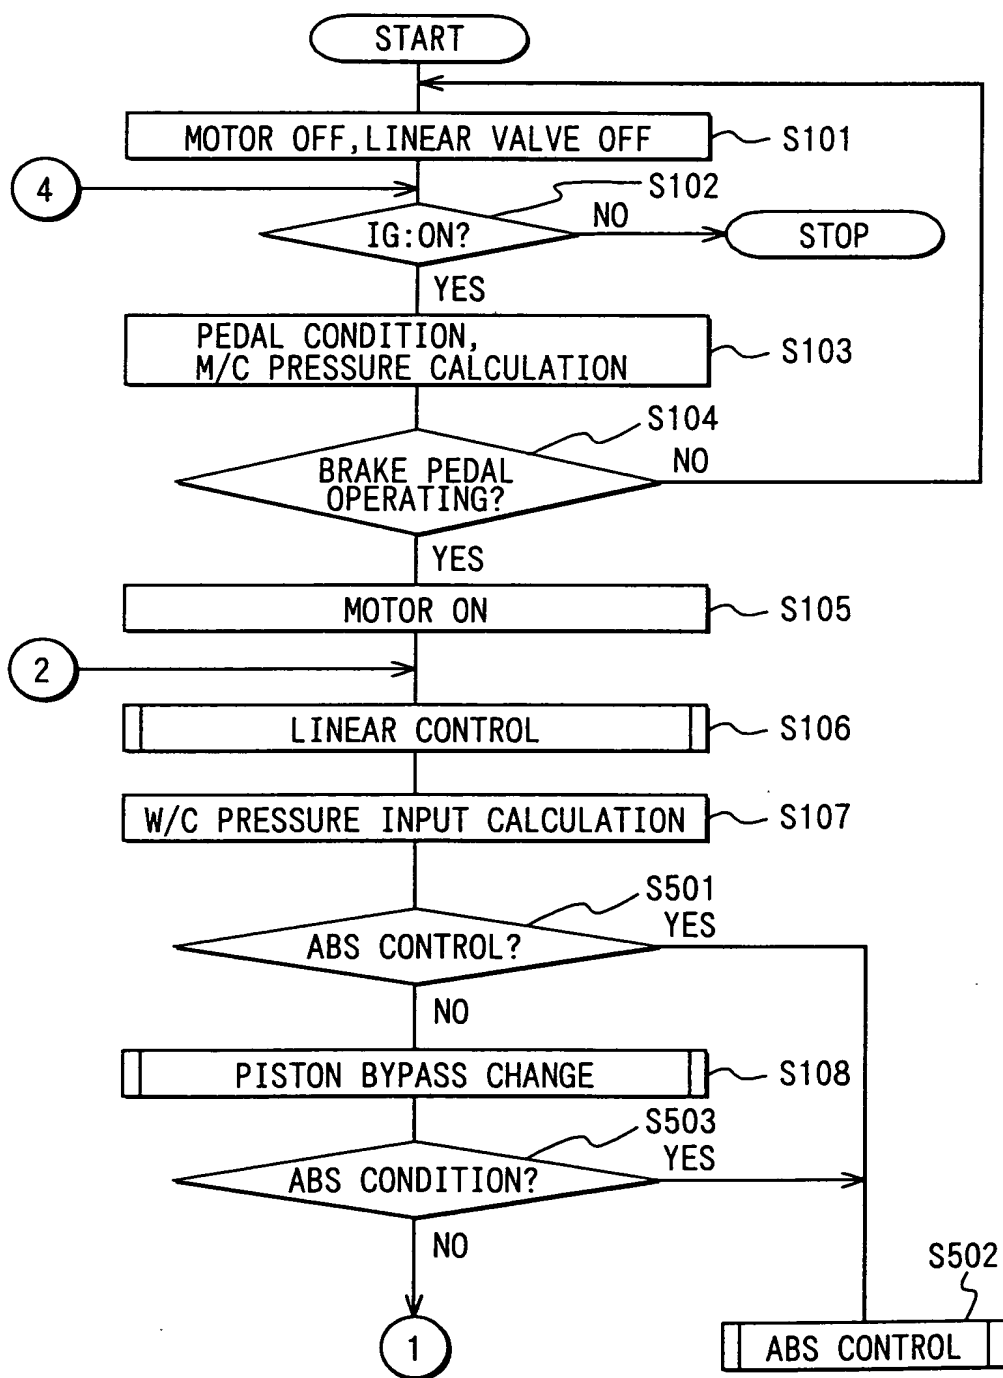 START
MOTOR OFF,LINEAR VALVE OFF
S101
4
S102
IG:ON?
NO
STOP
YES
PEDAL CONDITION,
M/C PRESSURE CALCULATION
S103
S104
BRAKE PEDAL
OPERATING?
NO
YES
MOTOR ON
S105
2
LINEAR CONTROL
S106
W/C PRESSURE INPUT CALCULATION
S107
S501
ABS CONTROL?
YES
NO
PISTON BYPASS CHANGE
S108
S503
ABS CONDITION?
YES
NO
S502
1
ABS CONTROL